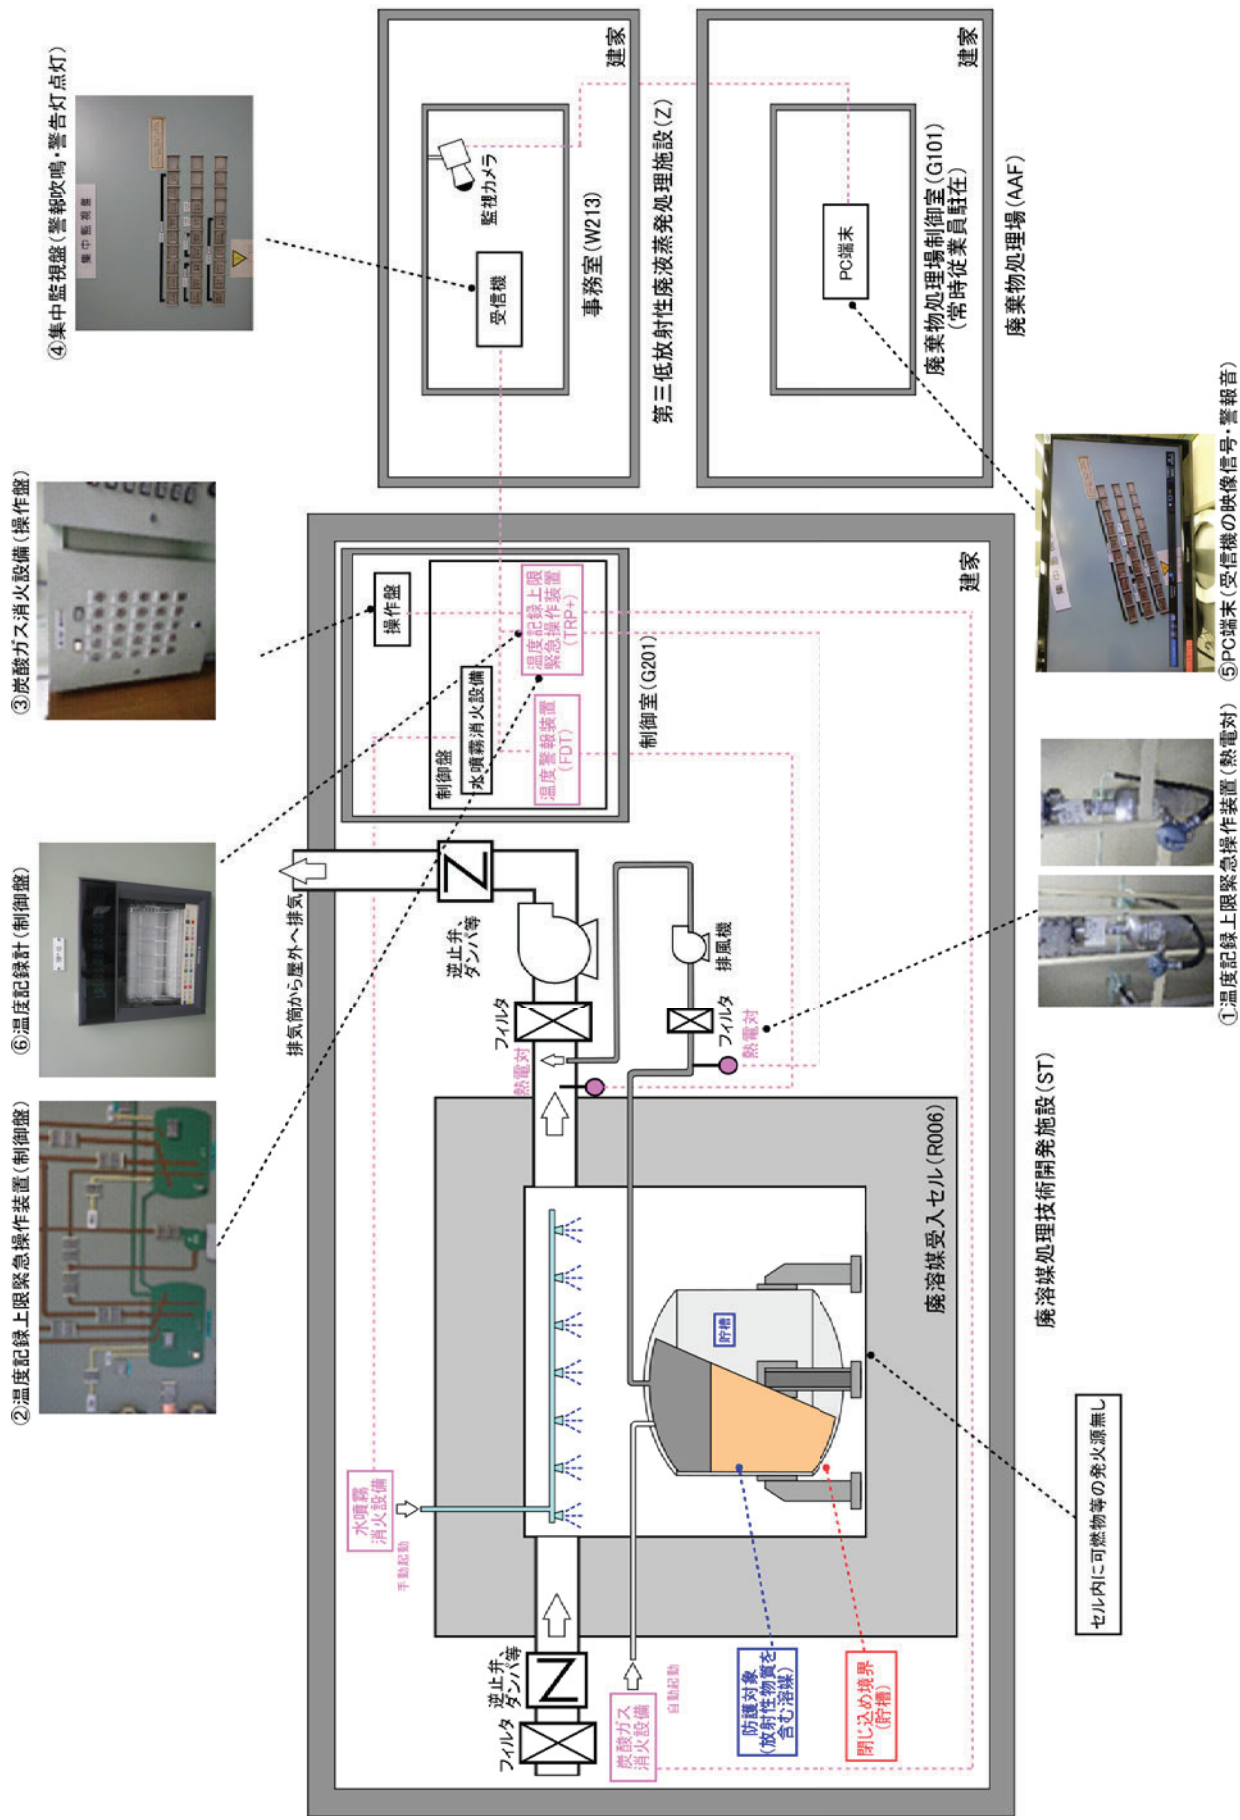 ②温度記録上限緊急操作装置(制御盤)
⑥温度記録計(制御盤)
③炭酸ガス消火設備(操作盤)
④集中監視盤(警報吹鳴・警告灯点灯)
集中監視盤
排気筒から屋外へ排気
水噴霧
消火設備
手動起動
フィルタ
逆止弁、
ダンパ等
炭酸ガス
消火設備
自動起動
防護対象
(放射性物質を
含む溶媒)
閉じ込め境界
(貯槽)
貯槽
廃溶媒受入セル(R006)
熱電対
フィルタ
逆止弁、
ダンパ等
フィルタ
熱電対
排風機
制御盤
水噴霧消火設備
温度警報装置
(FDT)
温度記録上限
緊急操作装置
(TRP+)
操作盤
制御室(G201)
建家
廃溶媒処理技術開発施設(ST)
セル内に可燃物等の発火源無し
受信機
監視カメラ
事務室(W213)
建家
第三低放射性廃液蒸発処理施設(Z)
PC端末
廃棄物処理場制御室(G101)
(常時従業員駐在)
建家
廃棄物処理場(AAF)
①温度記録上限緊急操作装置(熱電対)
⑤PC端末(受信機の映像信号・警報音)